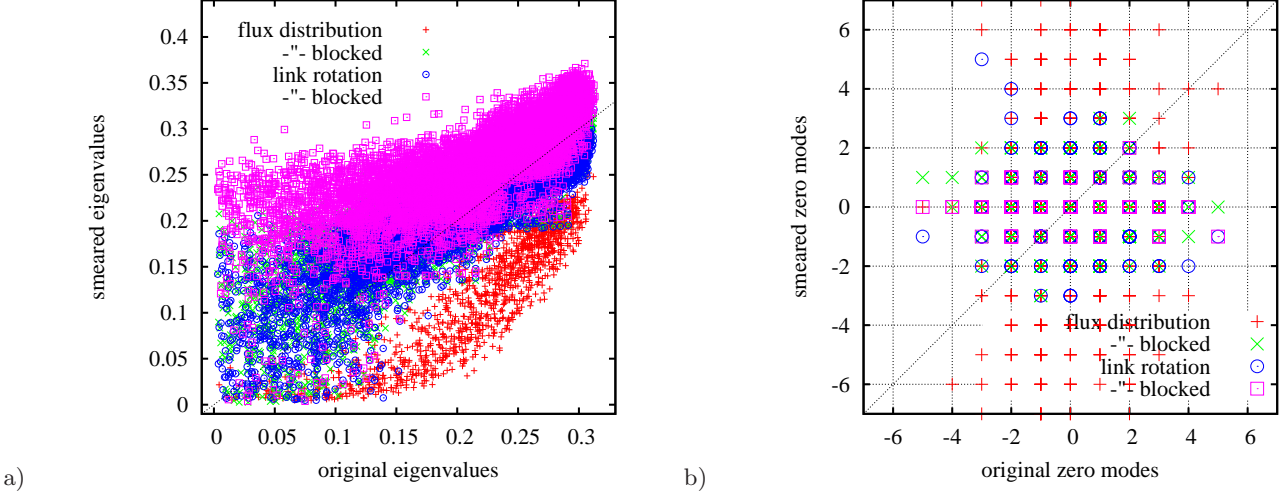 smeared eigenvalues
0.4
0.3
0.25
0.2
0.15
0.1
0.05
0
flux distribution
-"- blocked
link rotation
-"- blocked
0 0.05 0.1 0.15 0.2 0.25 0.3
original eigenvalues
a)
smeared zero modes
6
4
2
0
-2
-4
-6
flux distribution
-"- blocked
link rotation
-"- blocked
-6 -4 -2 0 2 4 6
original zero modes
b)